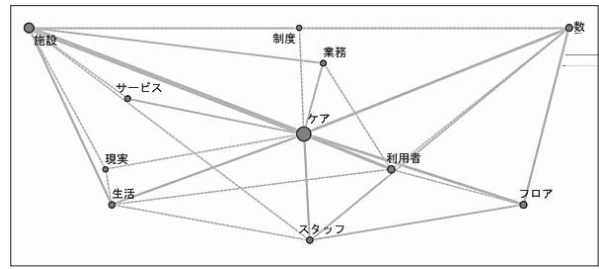 数
施設
制度
業務
サービス
ケア
現実
利用者
生活
フロア
スタッフ